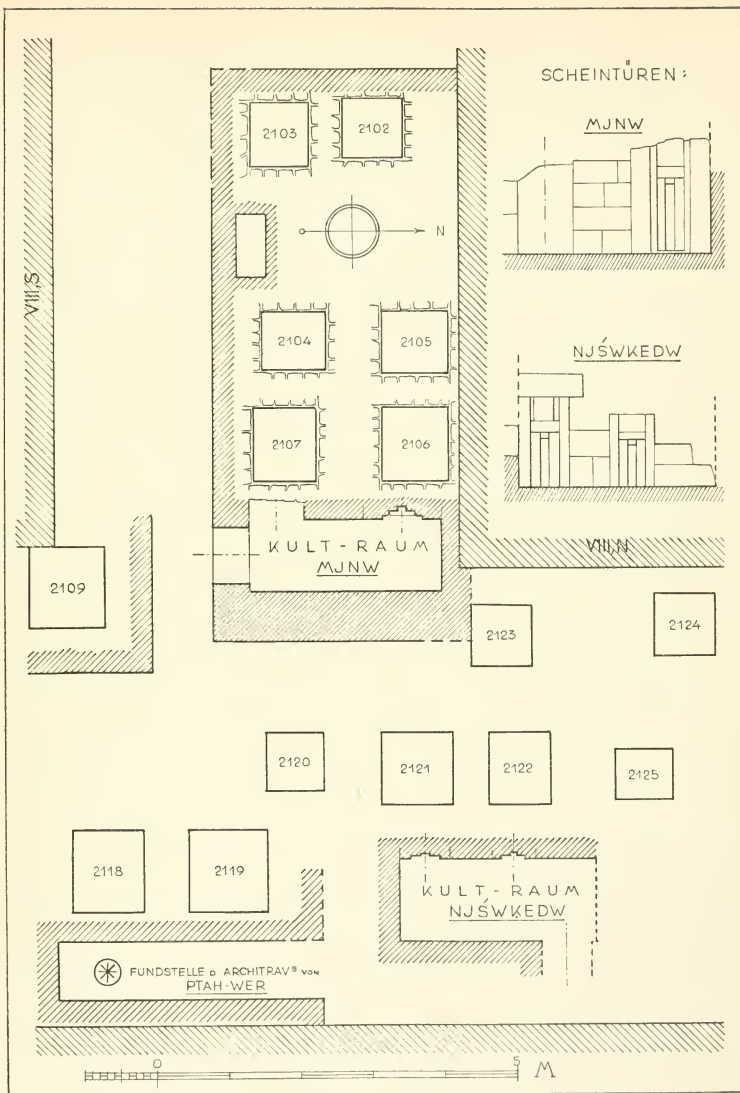 SCHEINTÜREN:
MJNW
2103
2102
N
VIII,S
2104
2105
NJŚWKEDW
2107
2106
KULT-RAUM
MJNW
VIII,N
2109
2123
2124
2120
2121
2122
2125
2118
2119
KULT-RAUM
NJŚWKEDW
FUNDSTELLE D ARCHITRAVS VON
PTAH-WER
0
5
M